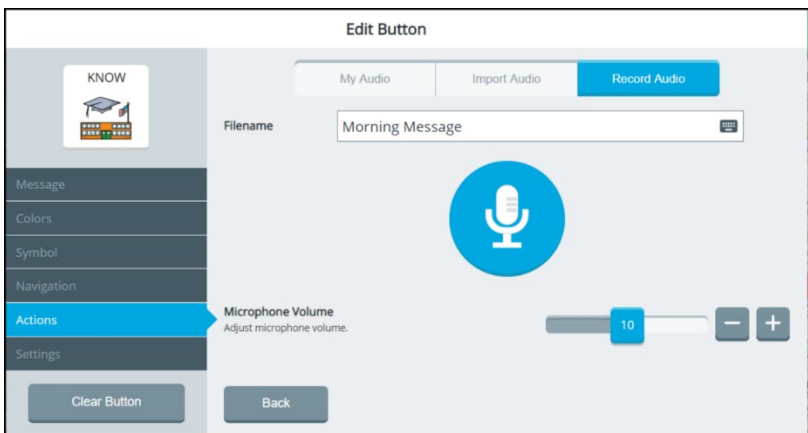 Edit Button
KNOW
My Audio
Import Audio
Record Audio
Filename
Morning Message
Message
Colors
Symbol
Navigation
Actions
Settings
Microphone Volume
Adjust microphone volume.
10
Clear Button
Back